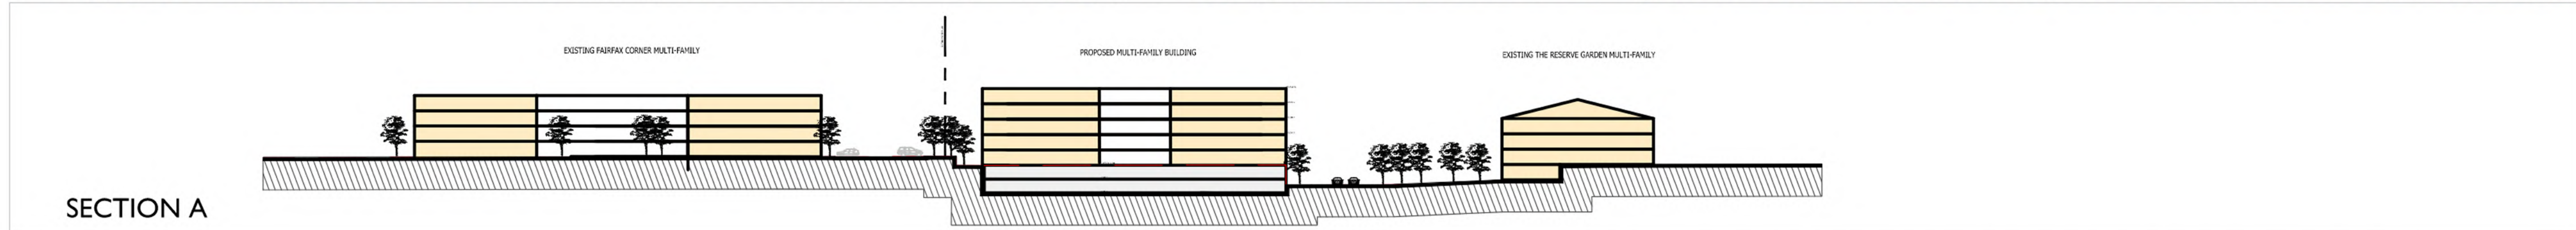 EXISTING FAIRFAX CORNER MULTI-FAMILY
PROPOSED MULTI-FAMILY BUILDING
EXISTING THE RESERVE GARDEN MULTI-FAMILY
SECTION A